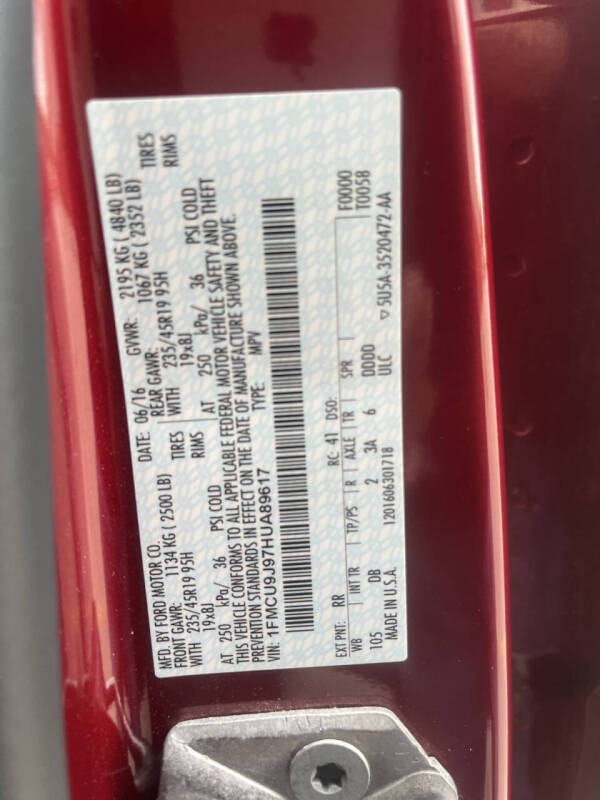 MFD. BY FORD MOTOR CO.
DATE: 06/16 GVWR: 2195 KG ( 4840 LB)
FRONT GAWR: 1134 KG ( 2500 LB) REAR GAWR: 1067 KG ( 2352 LB)
WITH 235/45R19 95H TIRES WITH 235/45R19 95H TIRES
19x8J RIMS 19x8J RIMS
AT 250 kPa/ 36 PSI COLD AT 250 kPa/ 36 PSI COLD
THIS VEHICLE CONFORMS TO ALL APPLICABLE FEDERAL MOTOR VEHICLE SAFETY AND THEFT
PREVENTION STANDARDS IN EFFECT ON THE DATE OF MANUFACTURE SHOWN ABOVE.
VIN: 1FMCU9J97HUA89617 TYPE: MPV
EXT PNT: RR RC: 41 DSO: F0000
WB INT TR TP/PS R AXLE TR SPR T0058
105 DB 2 3A 6 DDDD
MADE IN U.S.A. 1201606301718 ULC 5U5A-3520472-AA